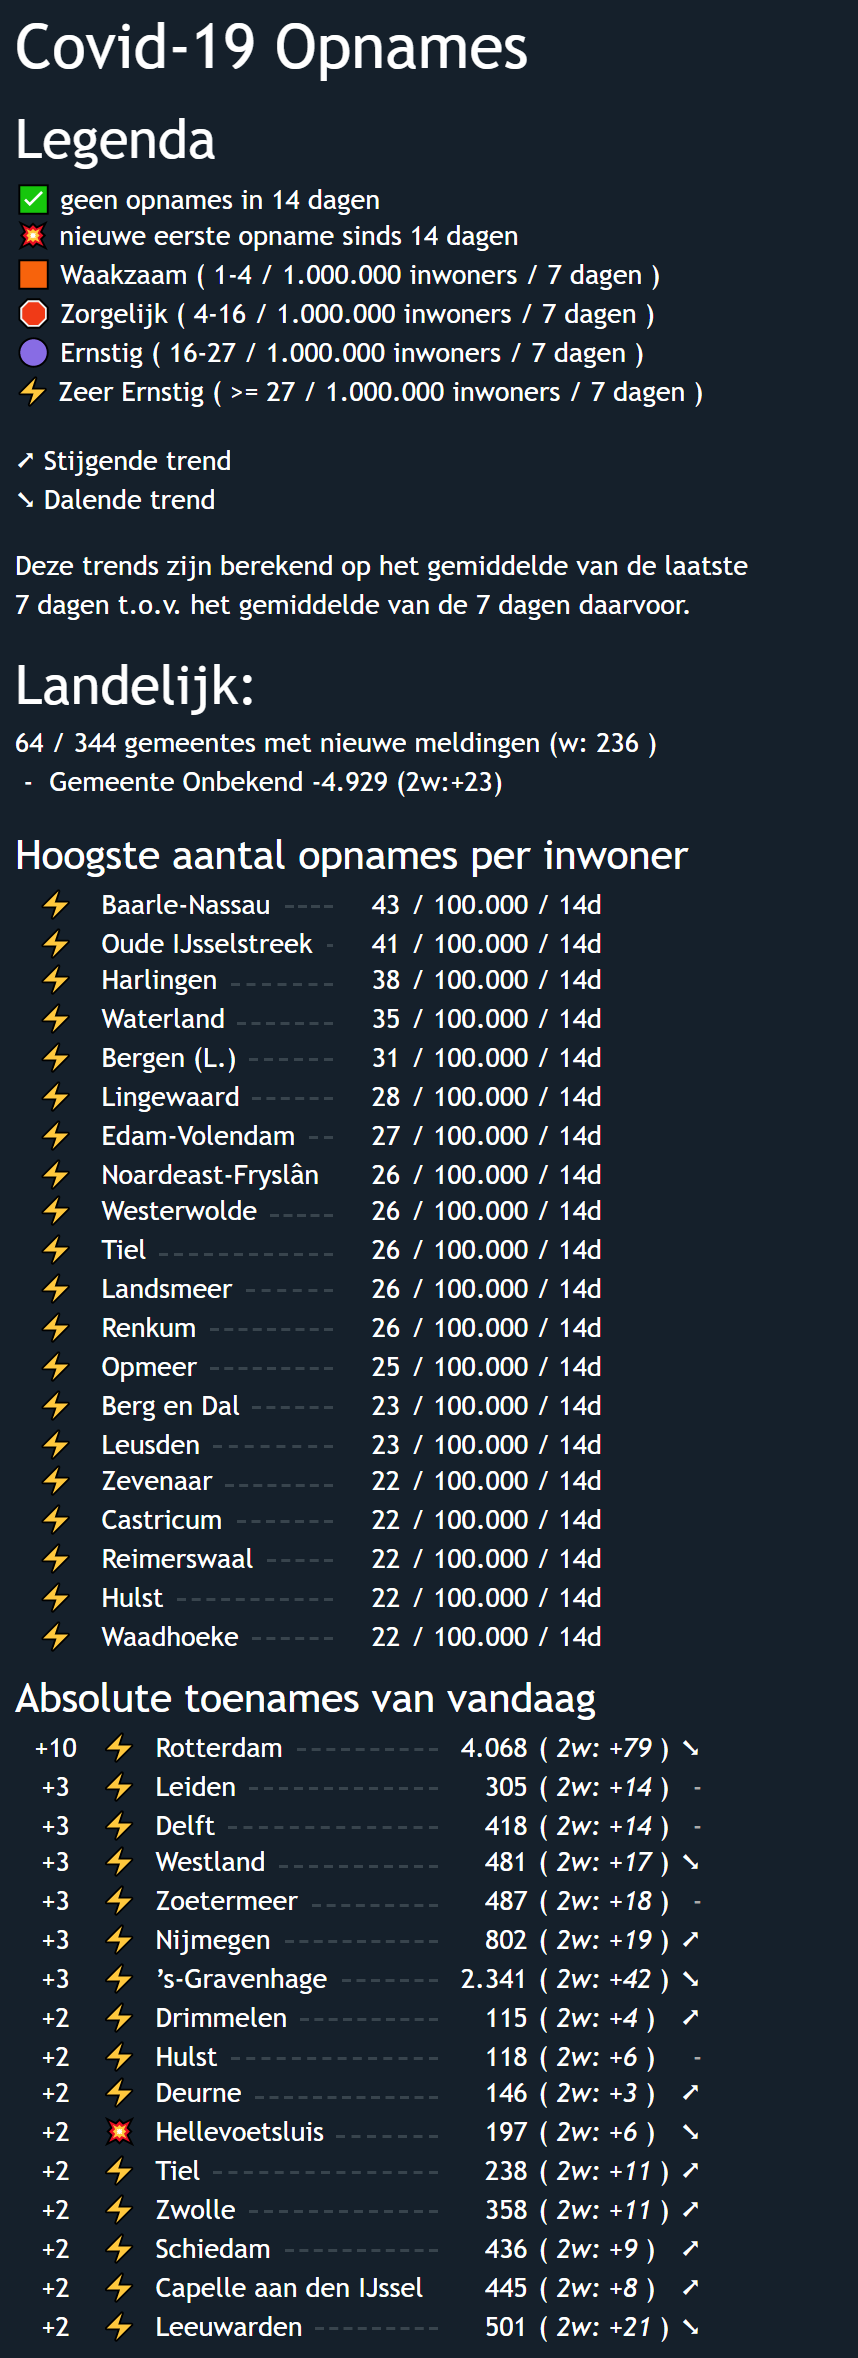 Covid-19 Opnames
Legenda
✅ geen opnames in 14 dagen
💥 nieuwe eerste opname sinds 14 dagen
🟧 Waakzaam ( 1-4 / 1.000.000 inwoners / 7 dagen )
🛑 Zorgelijk ( 4-16 / 1.000.000 inwoners / 7 dagen )
🟣 Ernstig ( 16-27 / 1.000.000 inwoners / 7 dagen )
⚡ Zeer Ernstig ( >= 27 / 1.000.000 inwoners / 7 dagen )
➚ Stijgende trend
➘ Dalende trend
Deze trends zijn berekend op het gemiddelde van de laatste
7 dagen t.o.v. het gemiddelde van de 7 dagen daarvoor.
Landelijk:
64 / 344 gemeentes met nieuwe meldingen (w: 236 )
- Gemeente Onbekend -4.929 (2w:+23)
Hoogste aantal opnames per inwoner
⚡ Baarle-Nassau ---- 43 / 100.000 / 14d
⚡ Oude IJsselstreek - 41 / 100.000 / 14d
⚡ Harlingen ------- 38 / 100.000 / 14d
⚡ Waterland ------- 35 / 100.000 / 14d
⚡ Bergen (L.) ------ 31 / 100.000 / 14d
⚡ Lingewaard ------ 28 / 100.000 / 14d
⚡ Edam-Volendam -- 27 / 100.000 / 14d
⚡ Noardeast-Fryslân 26 / 100.000 / 14d
⚡ Westerwolde ----- 26 / 100.000 / 14d
⚡ Tiel ------------ 26 / 100.000 / 14d
⚡ Landsmeer ------ 26 / 100.000 / 14d
⚡ Renkum --------- 26 / 100.000 / 14d
⚡ Opmeer --------- 25 / 100.000 / 14d
⚡ Berg en Dal ------ 23 / 100.000 / 14d
⚡ Leusden -------- 23 / 100.000 / 14d
⚡ Zevenaar ------- 22 / 100.000 / 14d
⚡ Castricum ------- 22 / 100.000 / 14d
⚡ Reimerswaal ----- 22 / 100.000 / 14d
⚡ Hulst ----------- 22 / 100.000 / 14d
⚡ Waadhoeke ------ 22 / 100.000 / 14d
Absolute toenames van vandaag
+10 ⚡ Rotterdam ---------- 4.068 ( 2w: +79 ) ➘
+3 ⚡ Leiden ------------- 305 ( 2w: +14 ) -
+3 ⚡ Delft --------------- 418 ( 2w: +14 ) -
+3 ⚡ Westland ----------- 481 ( 2w: +17 ) ➘
+3 ⚡ Zoetermeer --------- 487 ( 2w: +18 ) -
+3 ⚡ Nijmegen ----------- 802 ( 2w: +19 ) ➚
+3 ⚡ ’s-Gravenhage ------- 2.341 ( 2w: +42 ) ➘
+2 ⚡ Drimmelen ---------- 115 ( 2w: +4 ) ➚
+2 ⚡ Hulst -------------- 118 ( 2w: +6 ) -
+2 ⚡ Deurne ------------- 146 ( 2w: +3 ) ➚
+2 💥 Hellevoetsluis ------- 197 ( 2w: +6 ) ➘
+2 ⚡ Tiel ---------------- 238 ( 2w: +11 ) ➚
+2 ⚡ Zwolle ------------- 358 ( 2w: +11 ) ➚
+2 ⚡ Schiedam ----------- 436 ( 2w: +9 ) ➚
+2 ⚡ Capelle aan den IJssel 445 ( 2w: +8 ) ➚
+2 ⚡ Leeuwarden --------- 501 ( 2w: +21 ) ➘